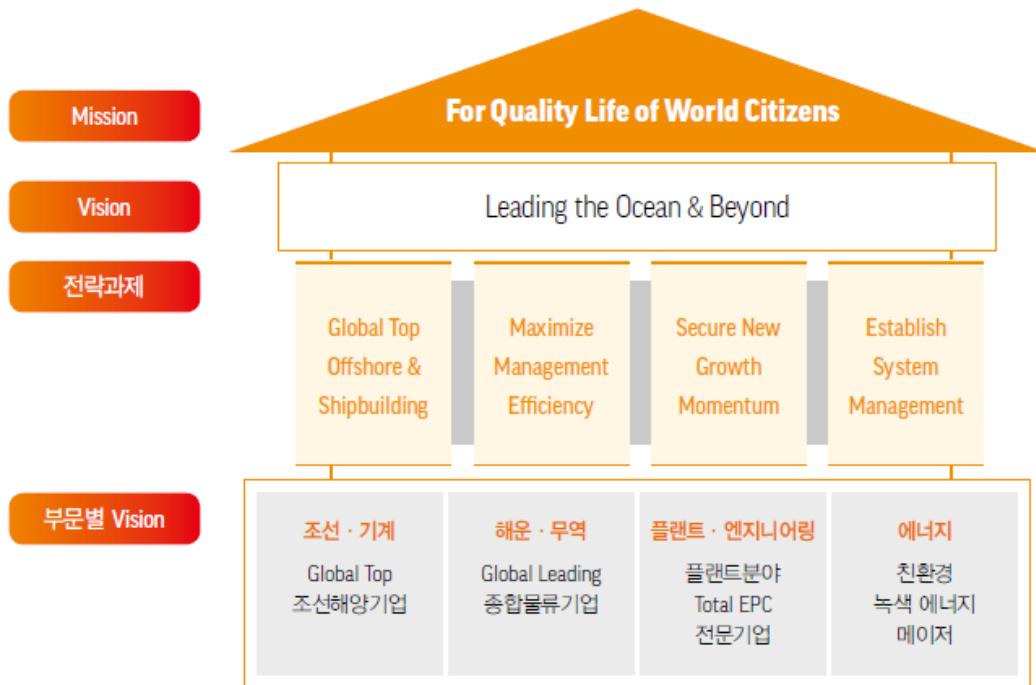 Mission
For Quality Life of World Citizens
Vision
Leading the Ocean & Beyond
전략과제
Global Top
Offshore &
Shipbuilding
Maximize
Management
Efficiency
Secure New
Growth
Momentum
Establish
System
Management
부문별 Vision
조선 · 기계
Global Top
조선해양기업
해운 · 무역
Global Leading
종합물류기업
플랜트 · 엔지니어링
플랜트분야
Total EPC
전문기업
에너지
친환경
녹색 에너지
메이저